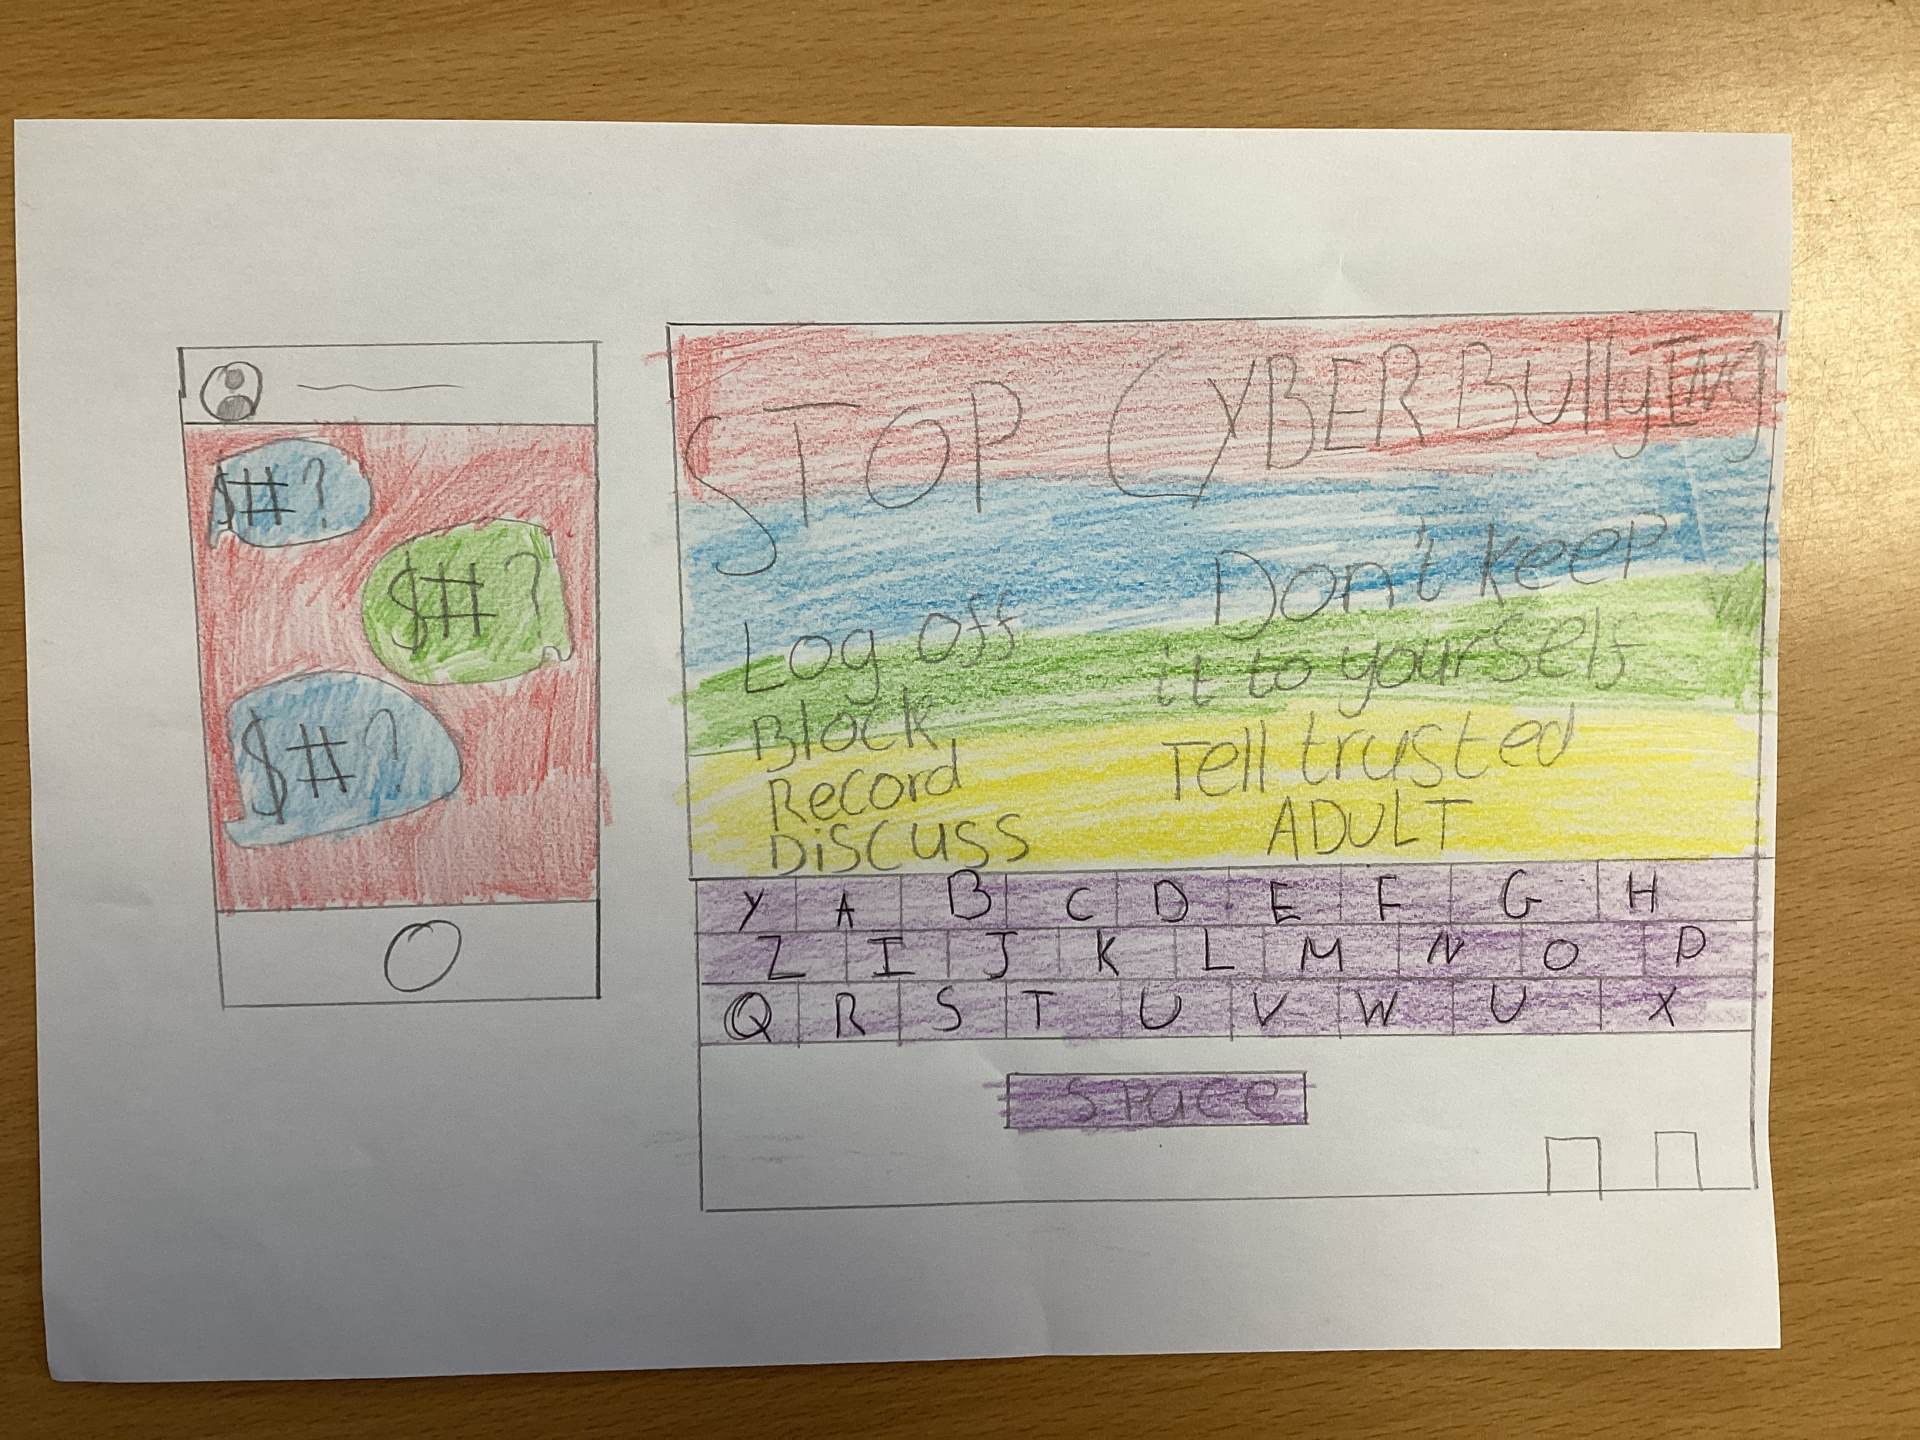 $#?
$#?
$#?
STOP CYBER BullyINg
Log off
Block
Record
DiSCUSS
Don't keep
it to yourself
Tell trusted
ADULT
Y A B C D E F G H
Z I J K L M N O P
Q R S T U V W U X
Space